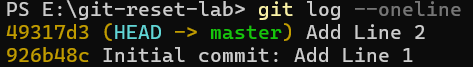 PS E:\git-reset-lab> git log --oneline
49317d3 (HEAD -> master) Add Line 2
926b48c Initial commit: Add Line 1